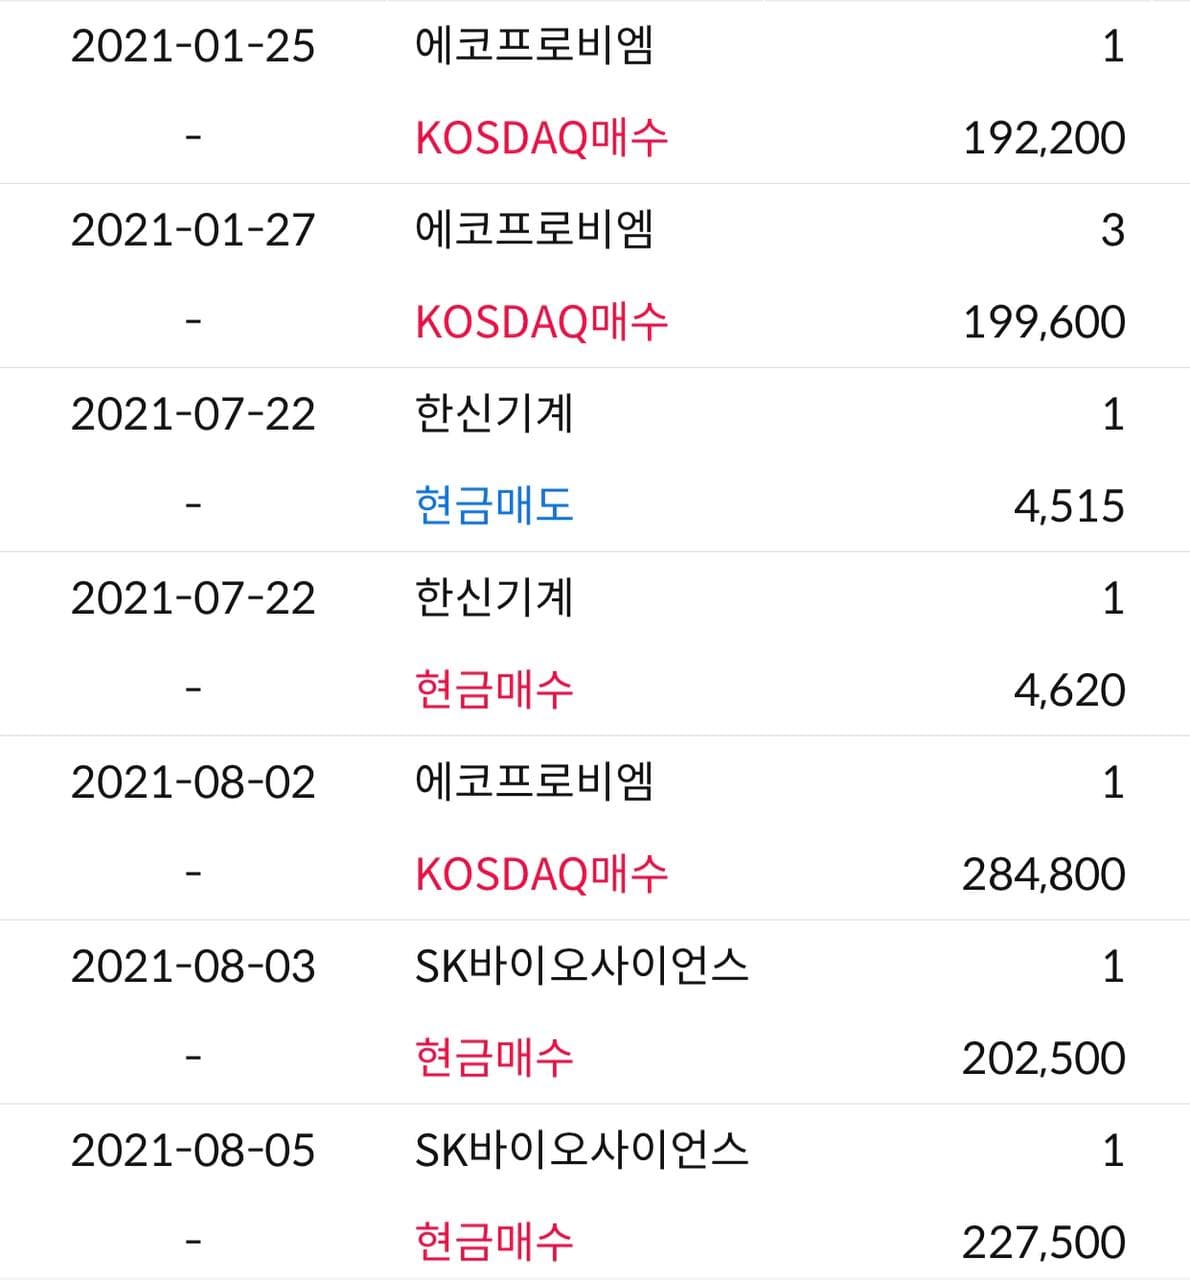 2021-01-25 에코프로비엠 1
- KOSDAQ매수 192,200
2021-01-27 에코프로비엠 3
- KOSDAQ매수 199,600
2021-07-22 한신기계 1
- 현금매도 4,515
2021-07-22 한신기계 1
- 현금매수 4,620
2021-08-02 에코프로비엠 1
- KOSDAQ매수 284,800
2021-08-03 SK바이오사이언스 1
- 현금매수 202,500
2021-08-05 SK바이오사이언스 1
- 현금매수 227,500